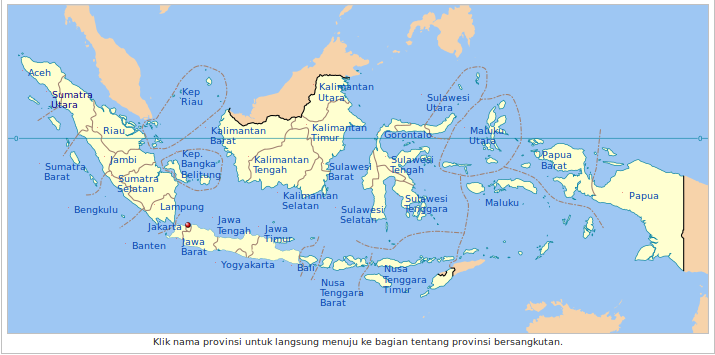 Aceh
Sumatra
Utara
Kep
Riau
Riau
Sumatra
Barat
Jambi
Kep.
Bangka
Belitung
Sumatra
Selatan
Bengkulu
Lampung
Jakarta
Banten
Jawa
Barat
Jawa
Tengah
Yogyakarta
Jawa
Timur
Bali
Nusa
Tenggara
Barat
Nusa
Tenggara
Timur
Kalimantan
Barat
Kalimantan
Tengah
Kalimantan
Selatan
Kalimantan
Timur
Kalimantan
Utara
Sulawesi
Barat
Sulawesi
Selatan
Sulawesi
Tengah
Sulawesi
Tenggara
Gorontalo
Sulawesi
Utara
Maluku
Utara
Maluku
Papua
Barat
Papua
0
0
Klik nama provinsi untuk langsung menuju ke bagian tentang provinsi bersangkutan.